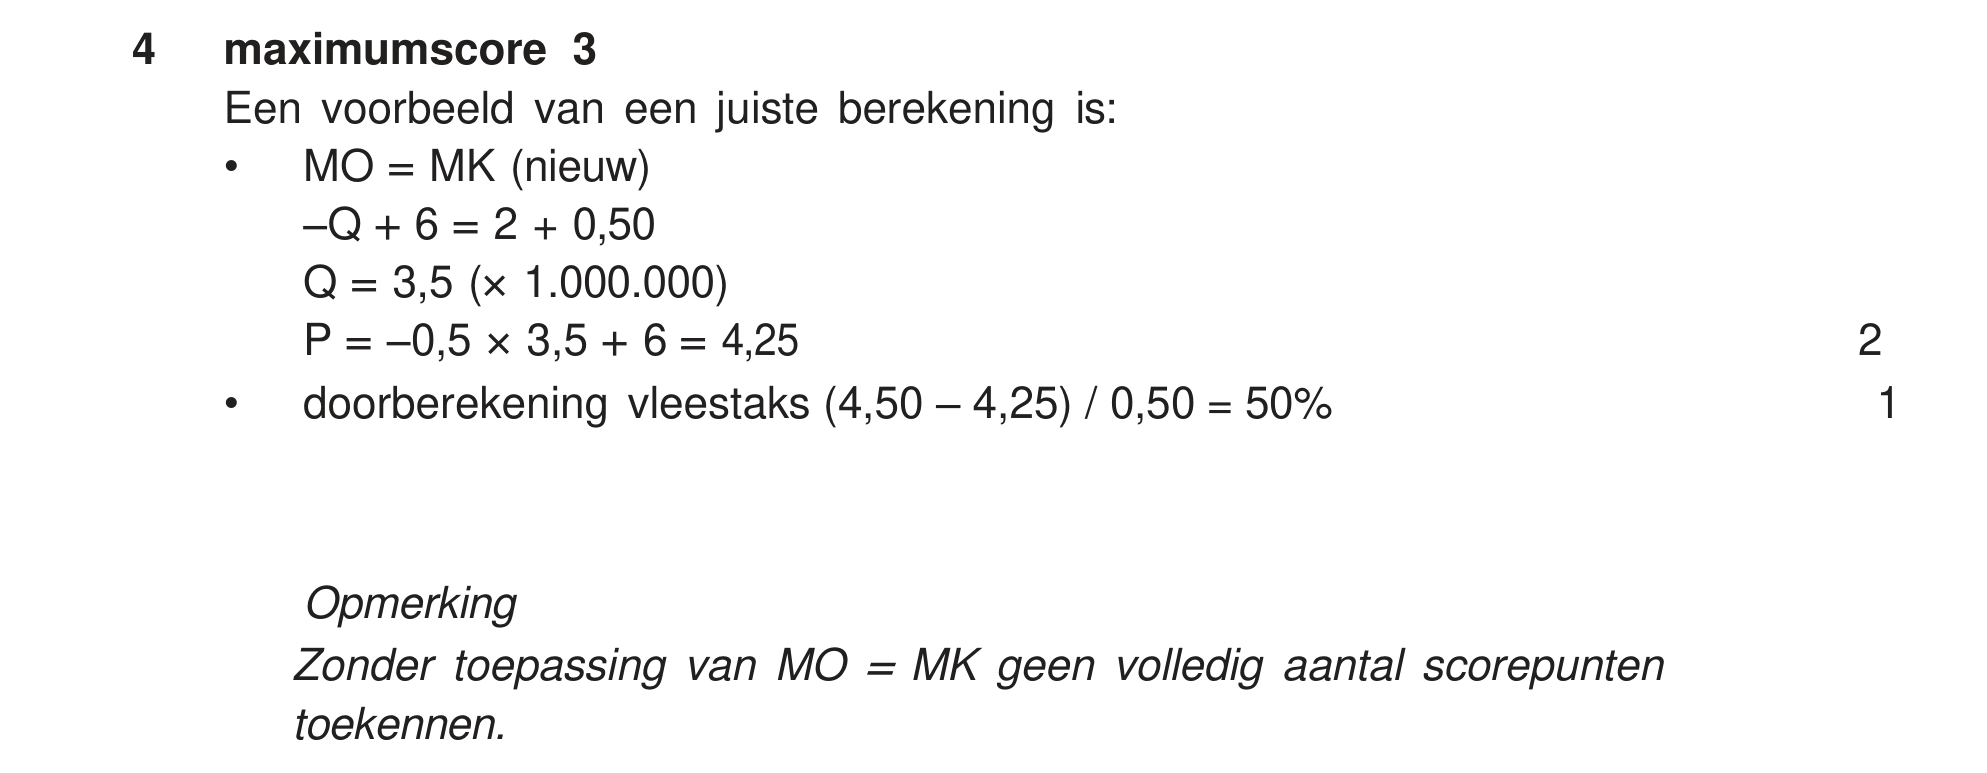 4 maximumscore 3
Een voorbeeld van een juiste berekening is:
• MO = MK (nieuw)
–Q + 6 = 2 + 0,50
Q = 3,5 (× 1.000.000)
P = –0,5 × 3,5 + 6 = 4,25 2
• doorberekening vleestaks (4,50 – 4,25) / 0,50 = 50% 1
Opmerking
Zonder toepassing van MO = MK geen volledig aantal scorepunten
toekennen.